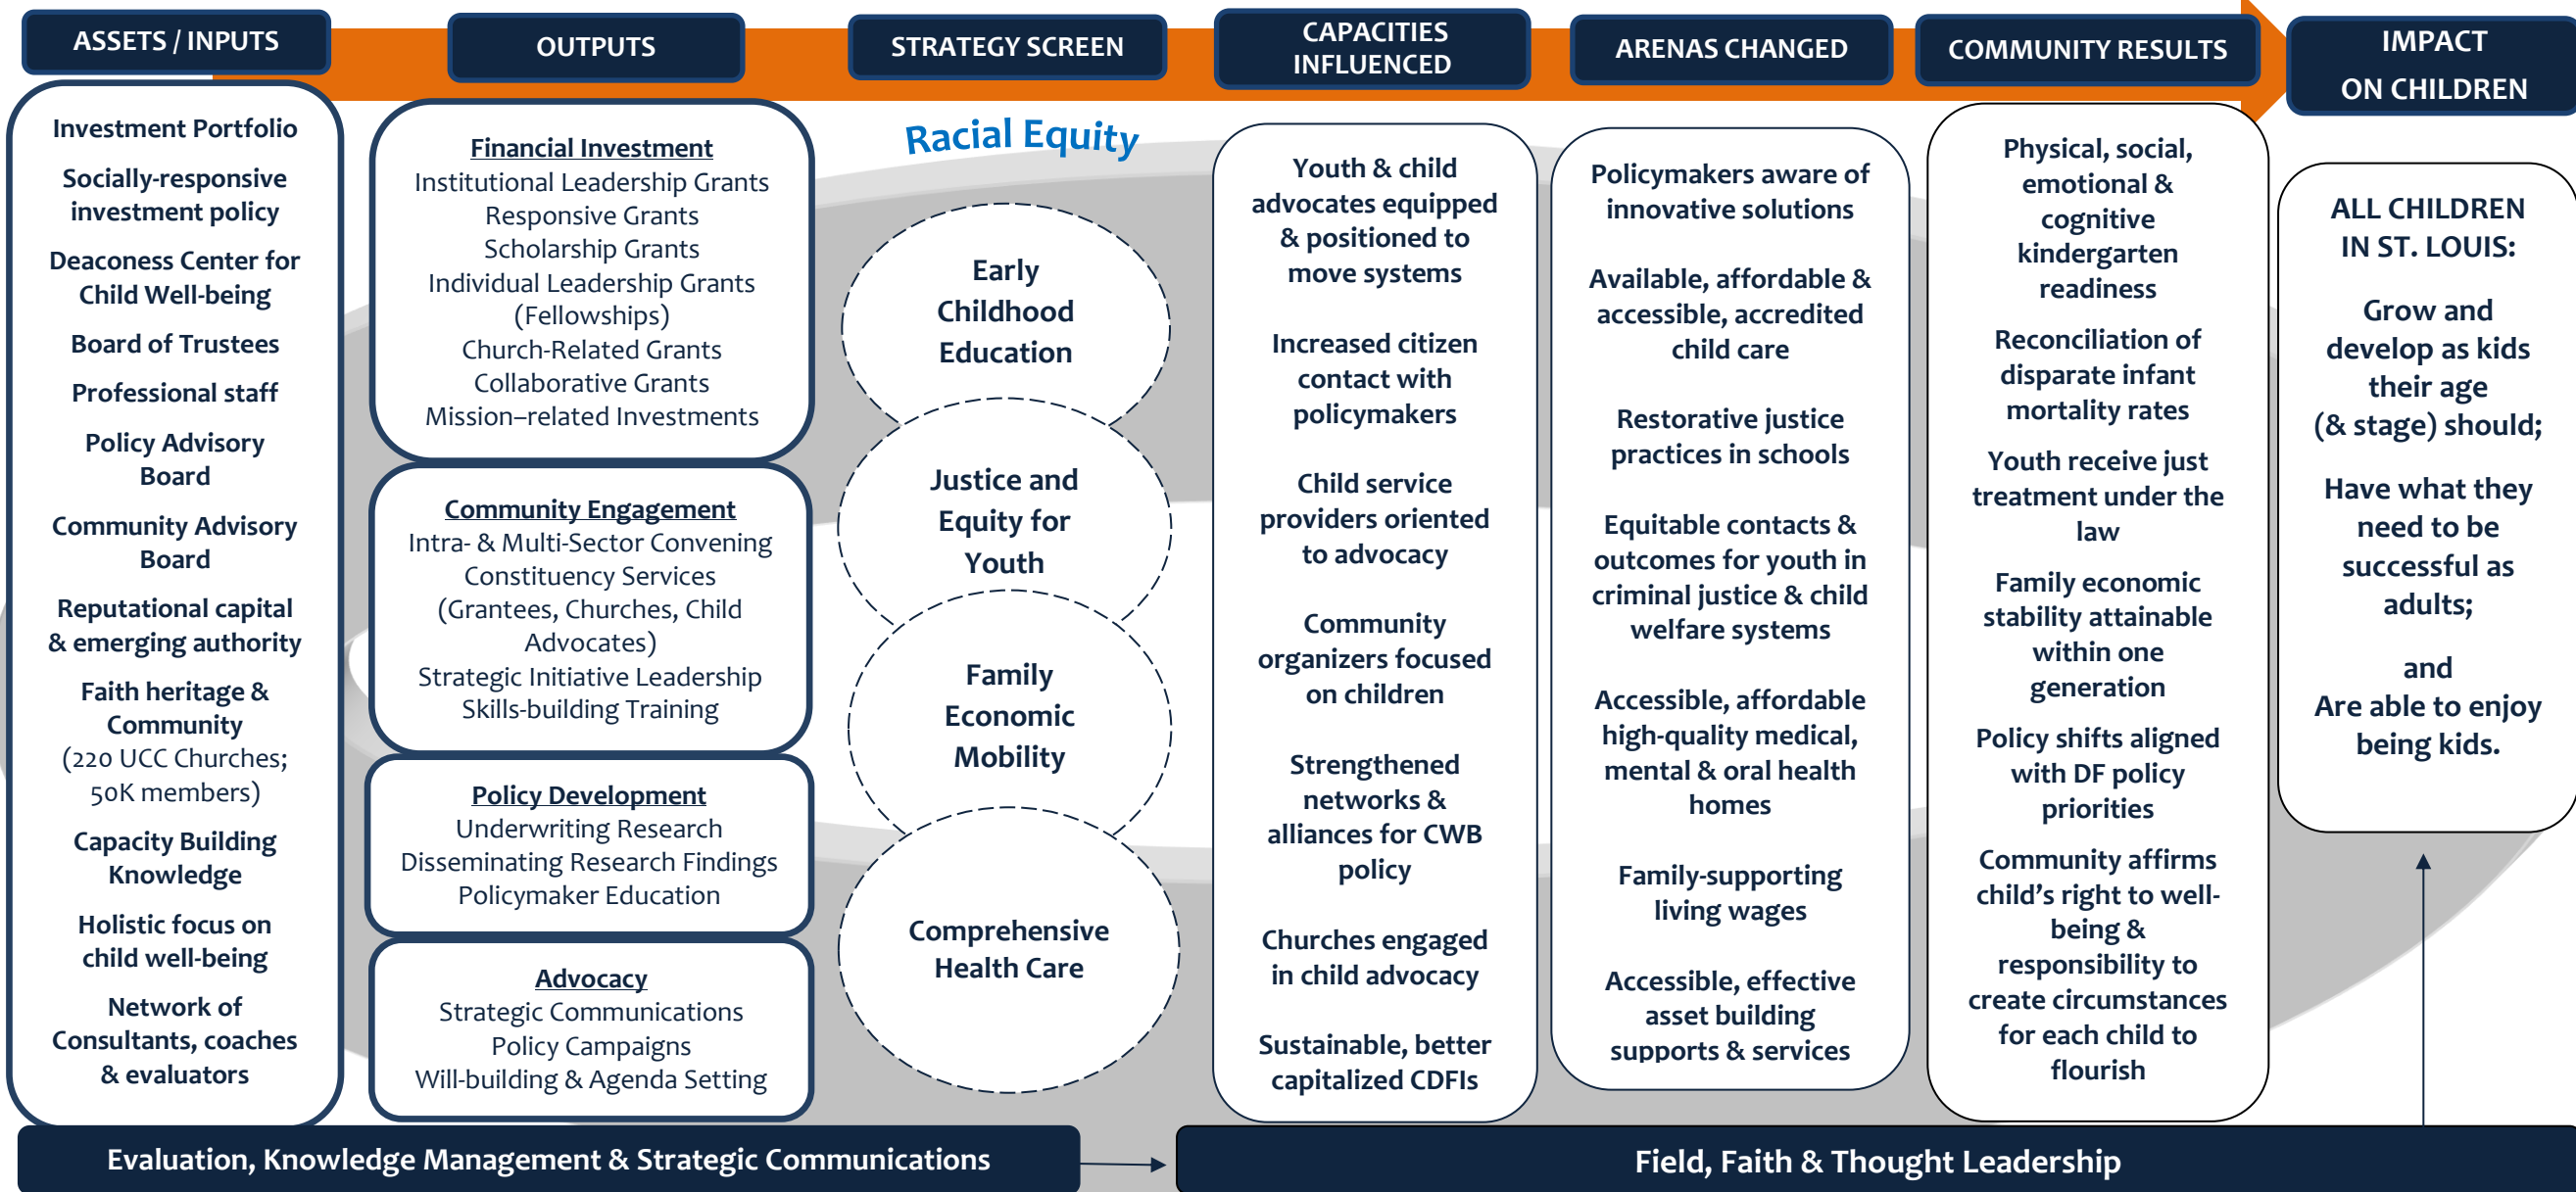 ASSETS / INPUTS
Investment Portfolio
Socially-responsive
investment policy
Deaconess Center for
Child Well-being
Board of Trustees
Professional staff
Policy Advisory
Board
Community Advisory
Board
Reputational capital
& emerging authority
Faith heritage &
Community
(220 UCC Churches;
50K members)
Capacity Building
Knowledge
Holistic focus on
child well-being
Network of
Consultants, coaches
& evaluators
OUTPUTS
Financial Investment
Institutional Leadership Grants
Responsive Grants
Scholarship Grants
Individual Leadership Grants
(Fellowships)
Church-Related Grants
Collaborative Grants
Mission–related Investments
Community Engagement
Intra- & Multi-Sector Convening
Constituency Services
(Grantees, Churches, Child
Advocates)
Strategic Initiative Leadership
Skills-building Training
Policy Development
Underwriting Research
Disseminating Research Findings
Policymaker Education
Advocacy
Strategic Communications
Policy Campaigns
Will-building & Agenda Setting
STRATEGY SCREEN
Racial Equity
Early
Childhood
Education
Justice and
Equity for
Youth
Family
Economic
Mobility
Comprehensive
Health Care
CAPACITIES
INFLUENCED
Youth & child
advocates equipped
& positioned to
move systems
Increased citizen
contact with
policymakers
Child service
providers oriented
to advocacy
Community
organizers focused
on children
Strengthened
networks &
alliances for CWB
policy
Churches engaged
in child advocacy
Sustainable, better
capitalized CDFIs
ARENAS CHANGED
Policymakers aware of
innovative solutions
Available, affordable &
accessible, accredited
child care
Restorative justice
practices in schools
Equitable contacts &
outcomes for youth in
criminal justice & child
welfare systems
Accessible, affordable
high-quality medical,
mental & oral health
homes
Family-supporting
living wages
Accessible, effective
asset building
supports & services
COMMUNITY RESULTS
Physical, social,
emotional &
cognitive
kindergarten
readiness
Reconciliation of
disparate infant
mortality rates
Youth receive just
treatment under the
law
Family economic
stability attainable
within one
generation
Policy shifts aligned
with DF policy
priorities
Community affirms
child’s right to well-
being &
responsibility to
create circumstances
for each child to
flourish
IMPACT
ON CHILDREN
ALL CHILDREN
IN ST. LOUIS:
Grow and
develop as kids
their age
(& stage) should;
Have what they
need to be
successful as
adults;
and
Are able to enjoy
being kids.
Evaluation, Knowledge Management & Strategic Communications
Field, Faith & Thought Leadership